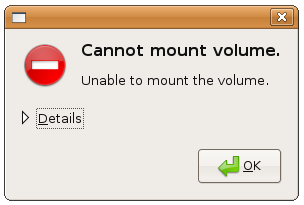 Cannot mount volume.
Unable to mount the volume.
Details
OK